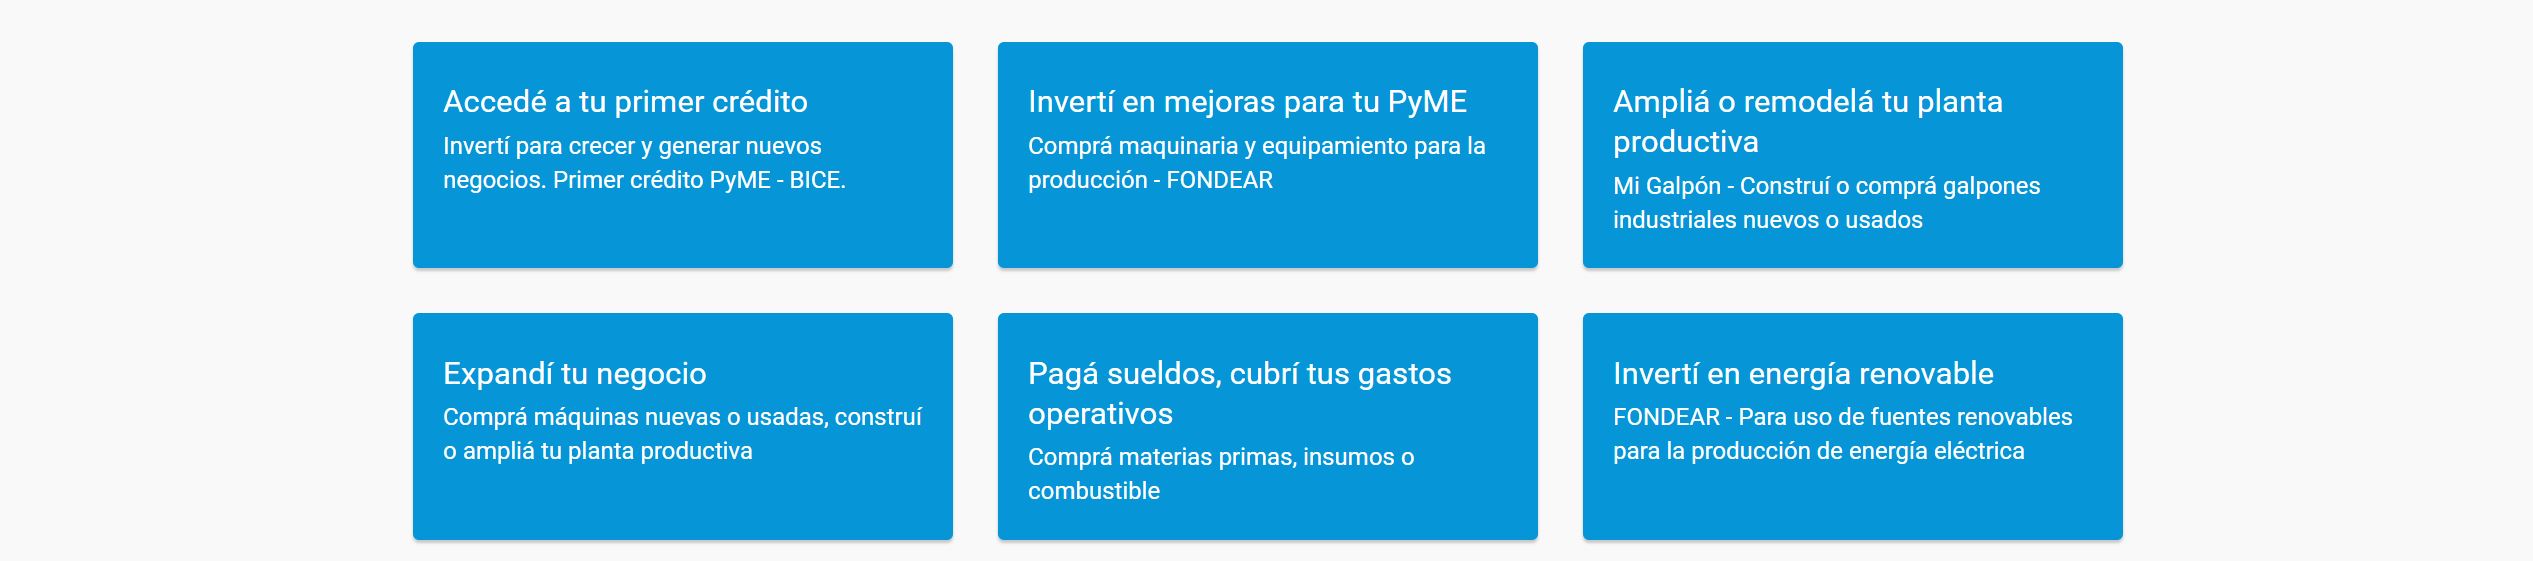 Accedé a tu primer crédito
Invertí para crecer y generar nuevos
negocios. Primer crédito PyME - BICE.
Invertí en mejoras para tu PyME
Comprá maquinaria y equipamiento para la
producción - FONDEAR
Ampliá o remodelá tu planta
productiva
Mi Galpón - Construí o comprá galpones
industriales nuevos o usados
Expandí tu negocio
Comprá máquinas nuevas o usadas, construí
o ampliá tu planta productiva
Pagá sueldos, cubrí tus gastos
operativos
Comprá materias primas, insumos o
combustible
Invertí en energía renovable
FONDEAR - Para uso de fuentes renovables
para la producción de energía eléctrica